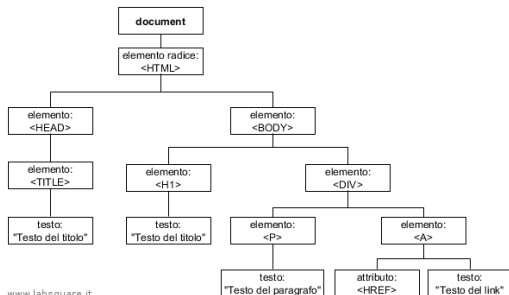 document
elemento radice:
<HTML>
elemento:
<HEAD>
elemento:
<BODY>
elemento:
<TITLE>
elemento:
<H1>
elemento:
<DIV>
testo:
"Testo del titolo"
testo:
"Testo del titolo"
elemento:
<P>
elemento:
<A>
testo:
"Testo del paragrafo"
attributo:
<HREF>
testo:
"Testo del link"
www.labsquare.it